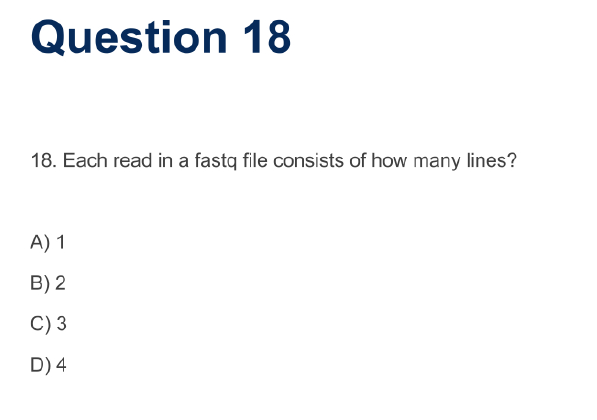 Question 18
18. Each read in a fastq file consists of how many lines?
A) 1
B) 2
C) 3
D) 4